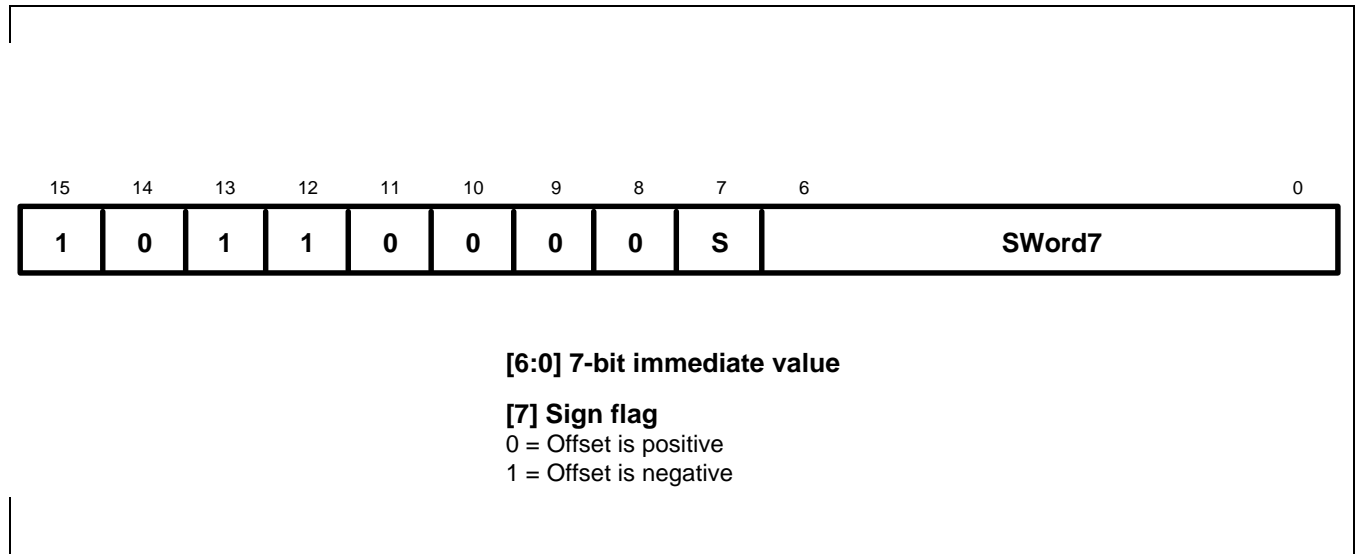 15 14 13 12 11 10 9 8 7 6 0
1 0 1 1 0 0 0 0 S SWord7
[6:0] 7-bit immediate value
[7] Sign flag
0 = Offset is positive
1 = Offset is negative